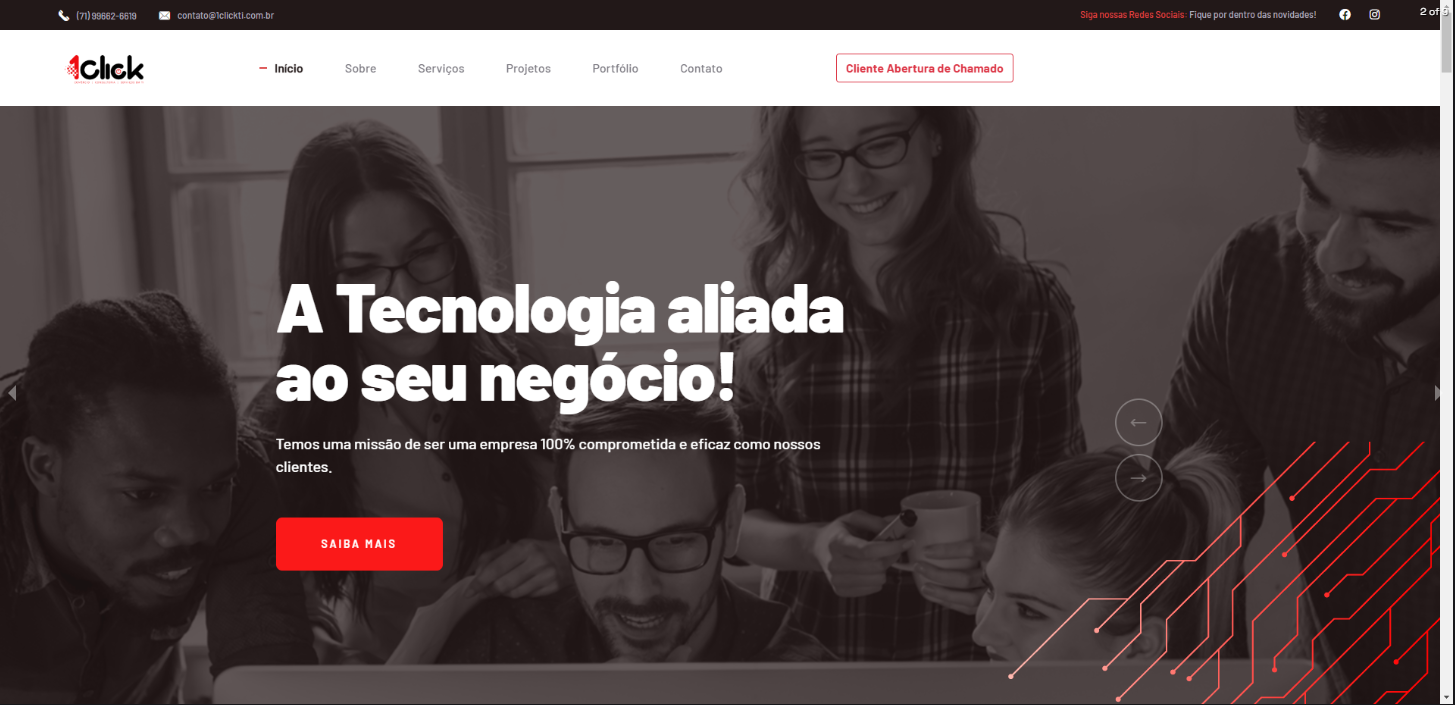 (71) 99662-6619 contato@1clickti.com.br Siga nossas Redes Sociais: Fique por dentro das novidades! 2 of 9
1Click Início Sobre Serviços Projetos Portfólio Contato Cliente Abertura de Chamado
A Tecnologia aliada
ao seu negócio!
Temos uma missão de ser uma empresa 100% comprometida e eficaz como nossos
clientes.
SAIBA MAIS